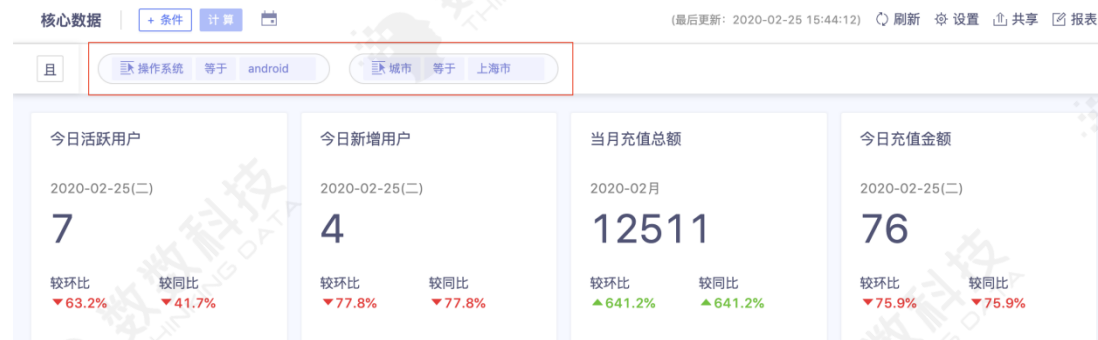 核心数据 + 条件 计算 (最后更新：2020-02-25 15:44:12) 刷新 设置 共享 报表
且 操作系统 等于 android 城市 等于 上海市
今日活跃用户 今日新增用户 当月充值总额 今日充值金额
2020-02-25(二) 2020-02-25(二) 2020-02月 2020-02-25(二)
7 4 12511 76
较环比 较同比 较环比 较同比 较环比 较同比 较环比 较同比
▼63.2% ▼41.7% ▼77.8% ▼77.8% ▲641.2% ▲641.2% ▼75.9% ▼75.9%
数数科技
THINKING DATA